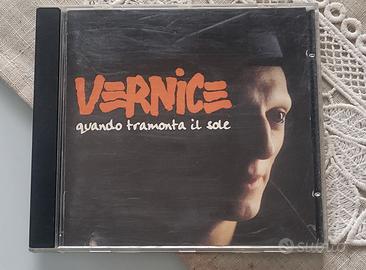 VERNICE
quando tramonta il sole
subito